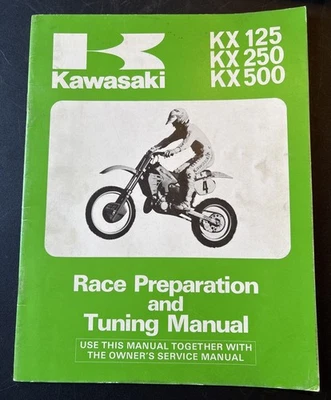 Kawasaki
KX 125
KX 250
KX 500
4
Race Preparation
and
Tuning Manual
USE THIS MANUAL TOGETHER WITH
THE OWNER'S SERVICE MANUAL